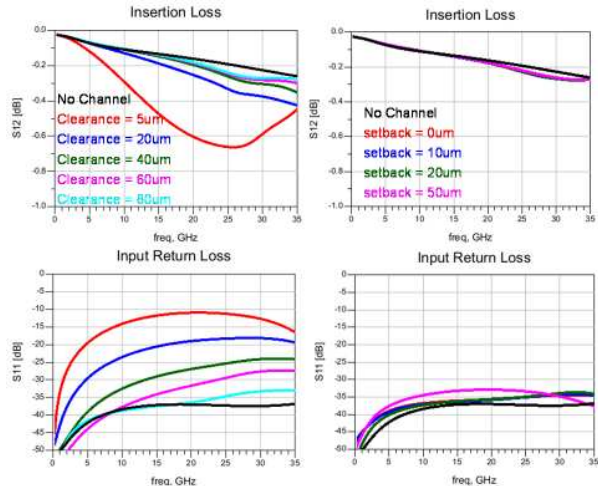 Insertion Loss
S12 [dB]
0.0
-0.2
-0.4
-0.6
-0.8
-1.0
No Channel
Clearance = 5um
Clearance = 20um
Clearance = 40um
Clearance = 60um
Clearance = 80um
0 5 10 15 20 25 30 35
freq, GHz
Insertion Loss
S12 [dB]
0.0
-0.2
-0.4
-0.6
-0.8
-1.0
No Channel
setback = 0um
setback = 10um
setback = 20um
setback = 50um
0 5 10 15 20 25 30 35
freq, GHz
Input Return Loss
S11 [dB]
0
-5
-10
-15
-20
-25
-30
-35
-40
-45
-50
0 5 10 15 20 25 30 35
freq, GHz
Input Return Loss
S11 [dB]
0
-5
-10
-15
-20
-25
-30
-35
-40
-45
-50
0 5 10 15 20 25 30 35
freq, GHz